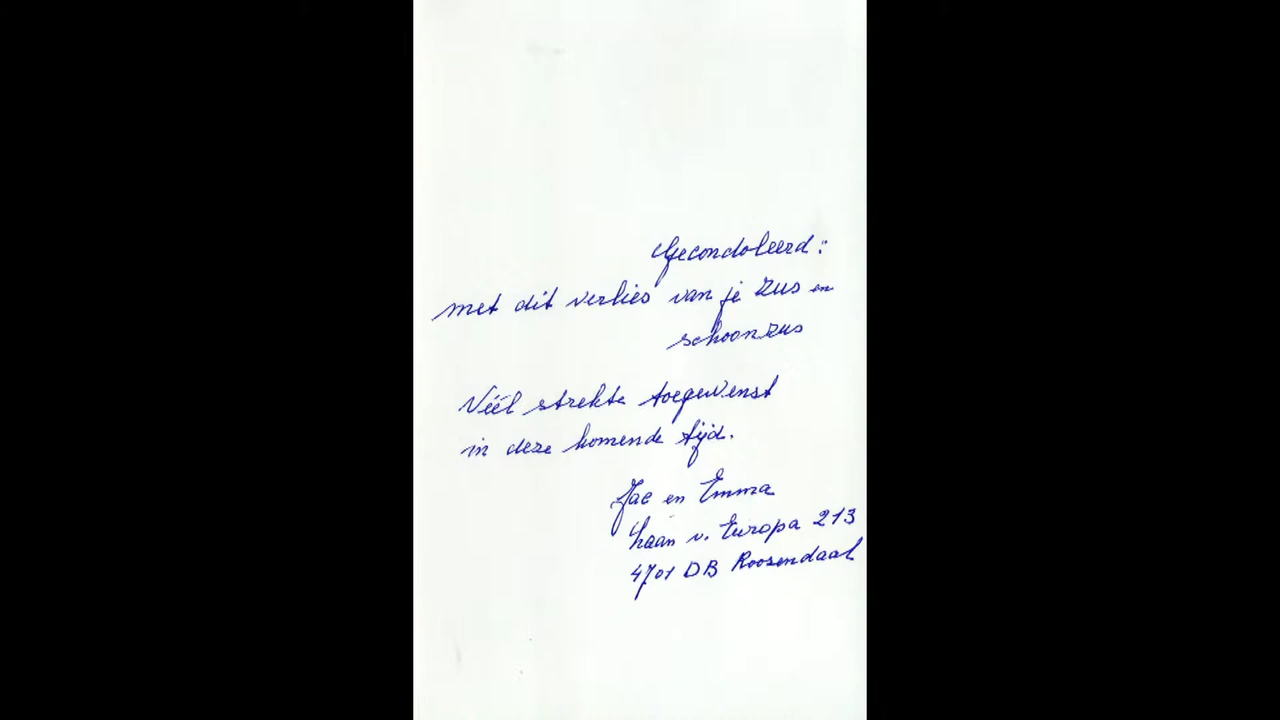 Gecondoleerd:
met dit verlies van je zus en
schoonzus
Véél strekte toegewenst
in deze komende tijd.
Jac en Emma
Laan v. Europa 213
4701 DB Roosendaal